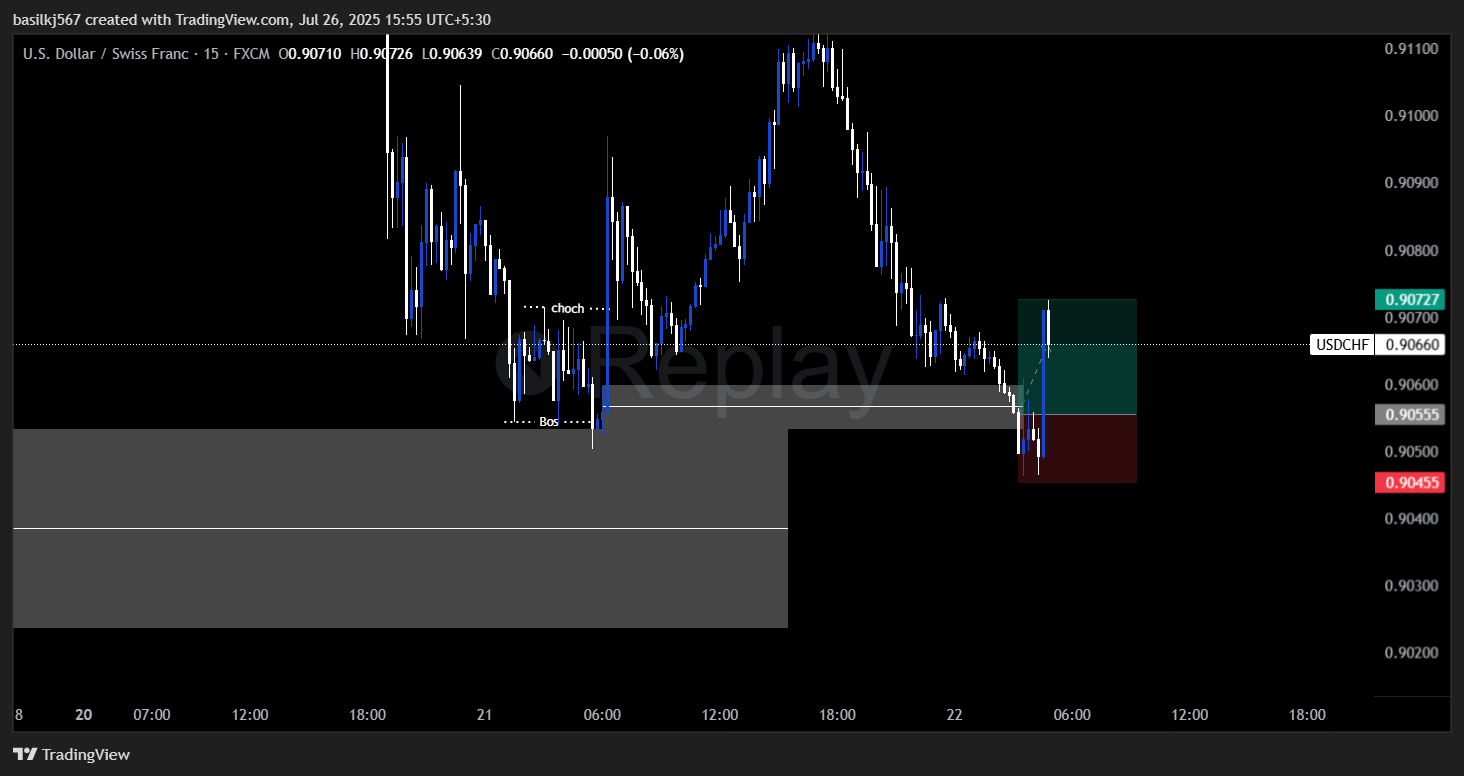 basilkj567 created with TradingView.com, Jul 26, 2025 15:55 UTC+5:30
U.S. Dollar / Swiss Franc · 15 · FXCM O0.90710 H0.90726 L0.90639 C0.90660 −0.00050 (−0.06%)
0.91100
0.91000
0.90900
0.90800
0.90727
0.90700
choch
Replay
USDCHF 0.90660
0.90600
0.90555
Bos
0.90500
0.90455
0.90400
0.90300
0.90200
8 20 07:00 12:00 18:00 21 06:00 12:00 18:00 22 06:00 12:00 18:00
TradingView